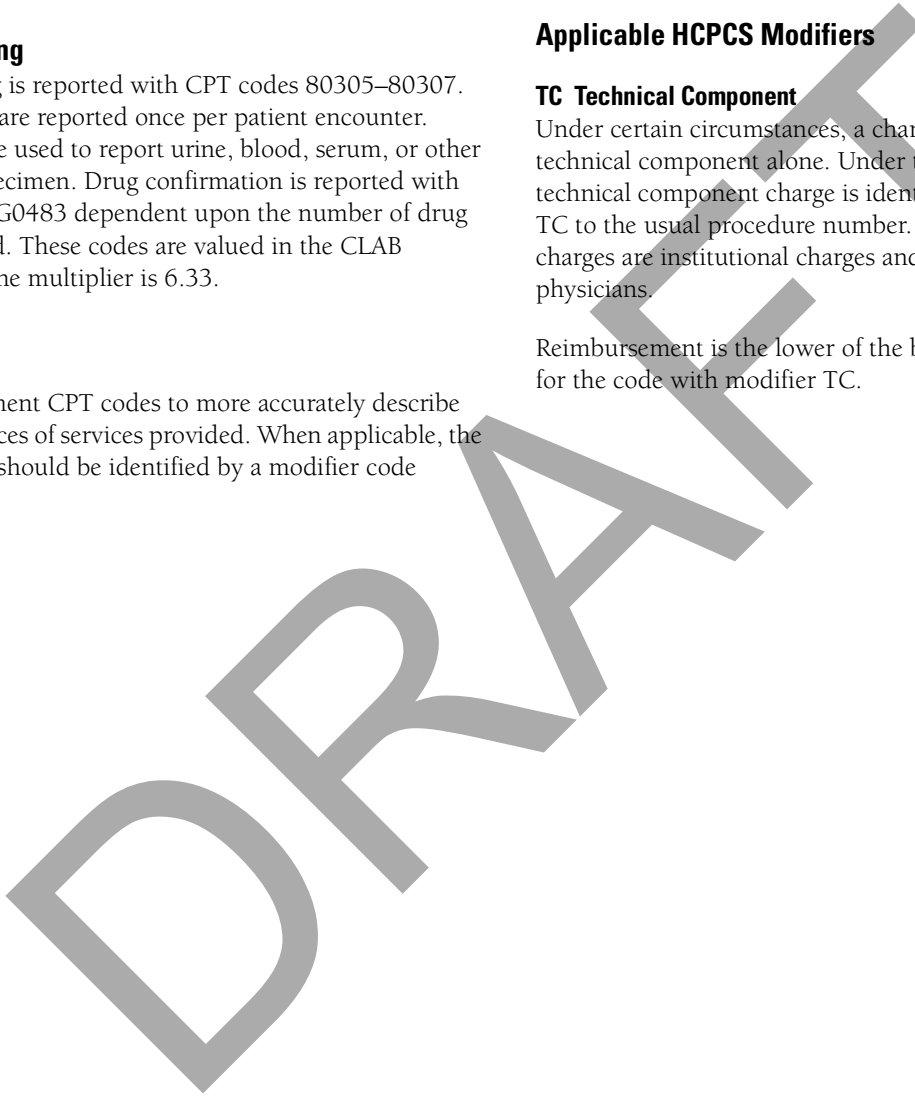 ng
g is reported with CPT codes 80305–80307.
are reported once per patient encounter.
e used to report urine, blood, serum, or other
ecimen. Drug confirmation is reported with
G0483 dependent upon the number of drug
d. These codes are valued in the CLAB
he multiplier is 6.33.
ment CPT codes to more accurately describe
ces of services provided. When applicable, the
should be identified by a modifier code
Applicable HCPCS Modifiers
TC Technical Component
Under certain circumstances, a char
technical component alone. Under t
technical component charge is ident
TC to the usual procedure number.
charges are institutional charges and
physicians.
Reimbursement is the lower of the b
for the code with modifier TC.
DRAFT